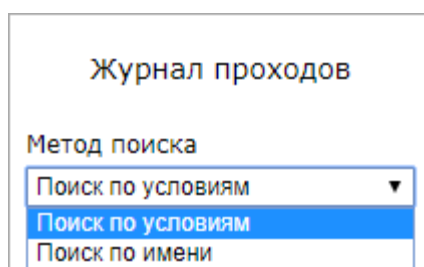 Журнал проходов
Метод поиска
Поиск по условиям
Поиск по условиям
Поиск по имени